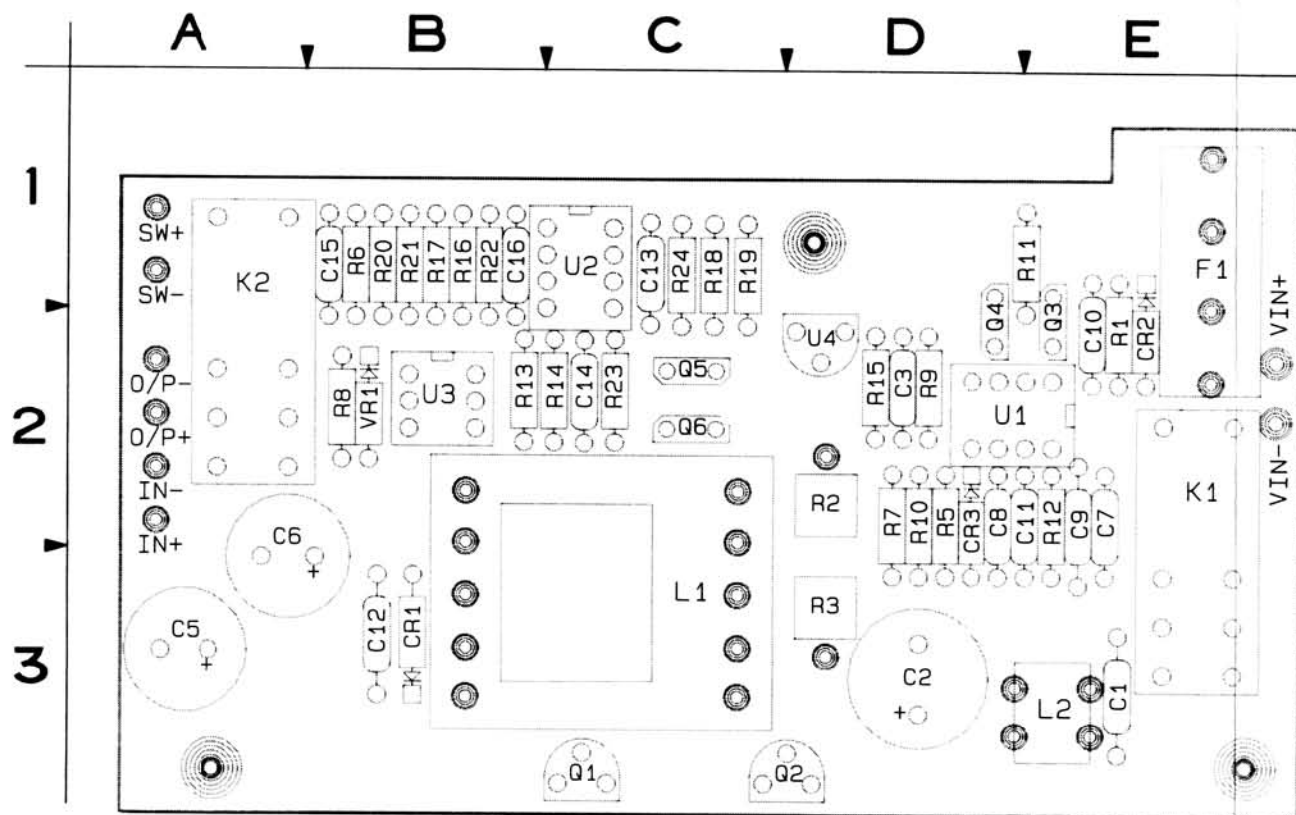 A B C D E
1
SW+
SW-
K2
C15 R6 R20 R21 R17 R16 R22 C16
U2
C13 R24 R18 R19
R11
Q4 Q3
C10 R1 CR2
F1
VIN+
2
O/P-
O/P+
IN-
IN+
R8 VR1
U3
R13 R14 C14 R23
Q5
Q6
U4
R15 C3 R9
U1
VIN-
K1
R2
R7 R10 R5 CR3 C8 C11 R12 C9 C7
C6
L1
3
C5
+
+
C12 CR1
R3
C2
+
L2
C1
Q1
Q2